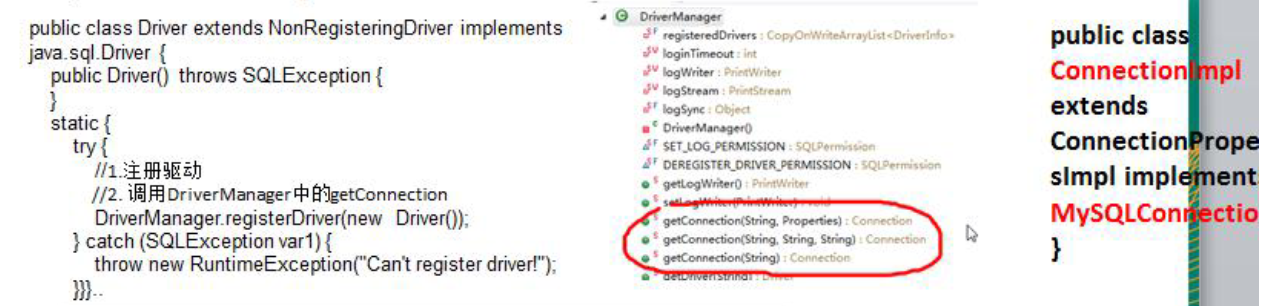 public class Driver extends NonRegisteringDriver implements
java.sql.Driver {
public Driver() throws SQLException {
}
static {
try {
//1.注册驱动
//2. 调用DriverManager中的getConnection
DriverManager.registerDriver(new Driver());
} catch (SQLException var1) {
throw new RuntimeException("Can't register driver!");
}}}..
DriverManager
registeredDrivers : CopyOnWriteArrayList<DriverInfo>
loginTimeout : int
logWriter : PrintWriter
logStream : PrintStream
logSync : Object
DriverManager()
SET_LOG_PERMISSION : SQLPermission
DEREGISTER_DRIVER_PERMISSION : SQLPermission
getLogWriter() : PrintWriter
setLogWriter(PrintWriter) : void
getConnection(String, Properties) : Connection
getConnection(String, String, String) : Connection
getConnection(String) : Connection
getDriver(String) : Driver
public class
ConnectionImpl
extends
ConnectionPrope
sImpl implement
MySQLConnectio
}